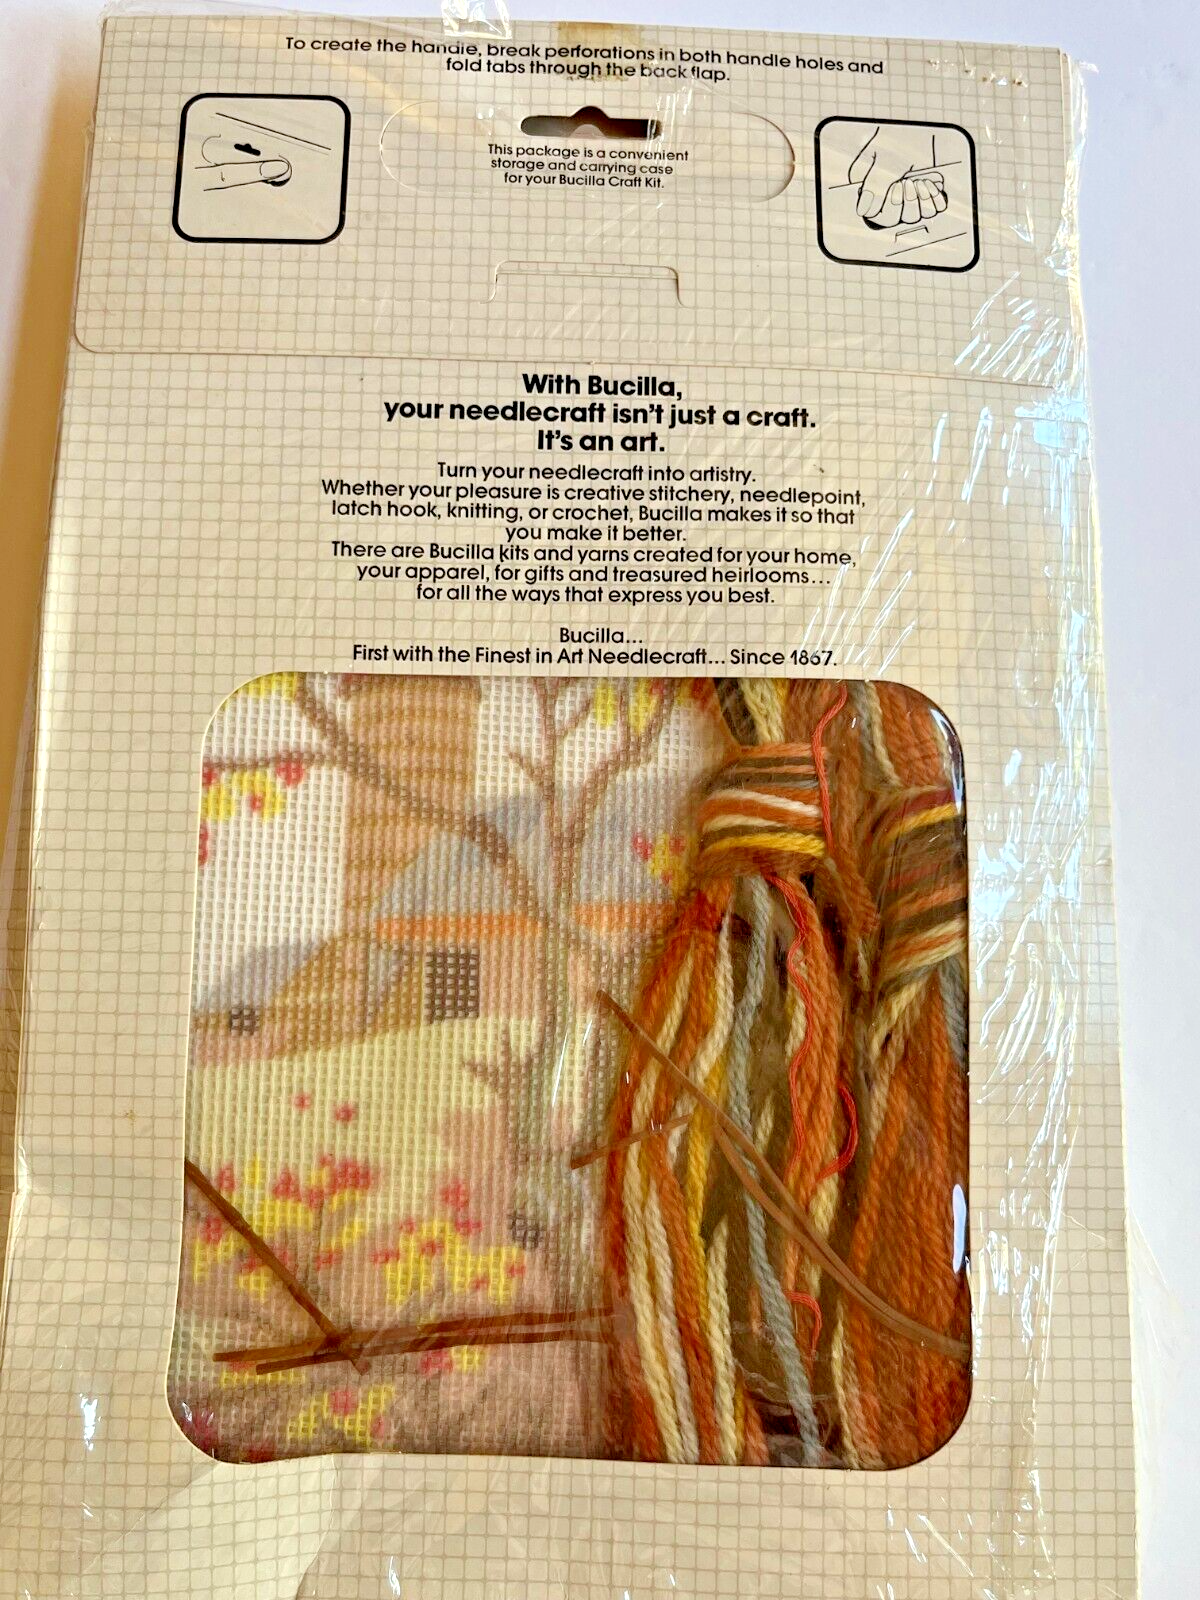 To create the handle, break perforations in both handle holes and
fold tabs through the back flap.
This package is a convenient
storage and carrying case
for your Bucilla Craft Kit.
With Bucilla,
your needlecraft isn't just a craft.
It's an art.
Turn your needlecraft into artistry.
Whether your pleasure is creative stitchery, needlepoint,
latch hook, knitting, or crochet, Bucilla makes it so that
you make it better.
There are Bucilla kits and yarns created for your home,
your apparel, for gifts and treasured heirlooms...
for all the ways that express you best.
Bucilla...
First with the Finest in Art Needlecraft... Since 1867.